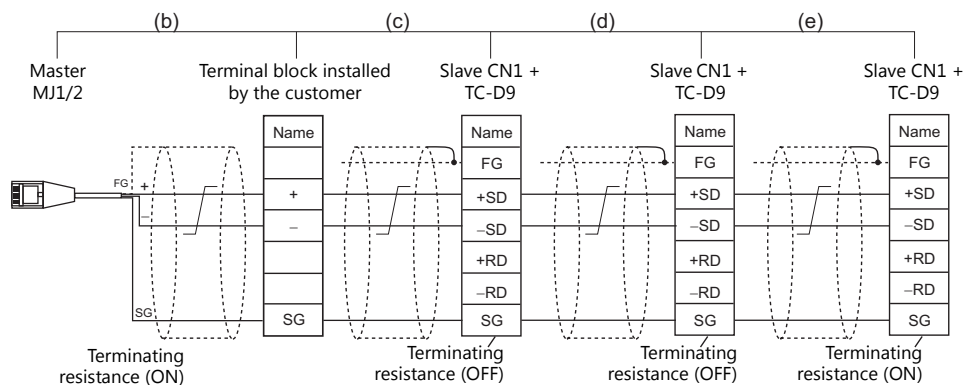 (b) (c) (d) (e)
Master
MJ1/2
Terminal block installed
by the customer
Slave CN1 +
TC-D9
Slave CN1 +
TC-D9
Slave CN1 +
TC-D9
FG
+
−
SG
Name
+
−
SG
Name
FG
+SD
−SD
+RD
−RD
SG
Name
FG
+SD
−SD
+RD
−RD
SG
Name
FG
+SD
−SD
+RD
−RD
SG
Terminating
resistance (ON)
Terminating
resistance (OFF)
Terminating
resistance (OFF)
Terminating
resistance (ON)